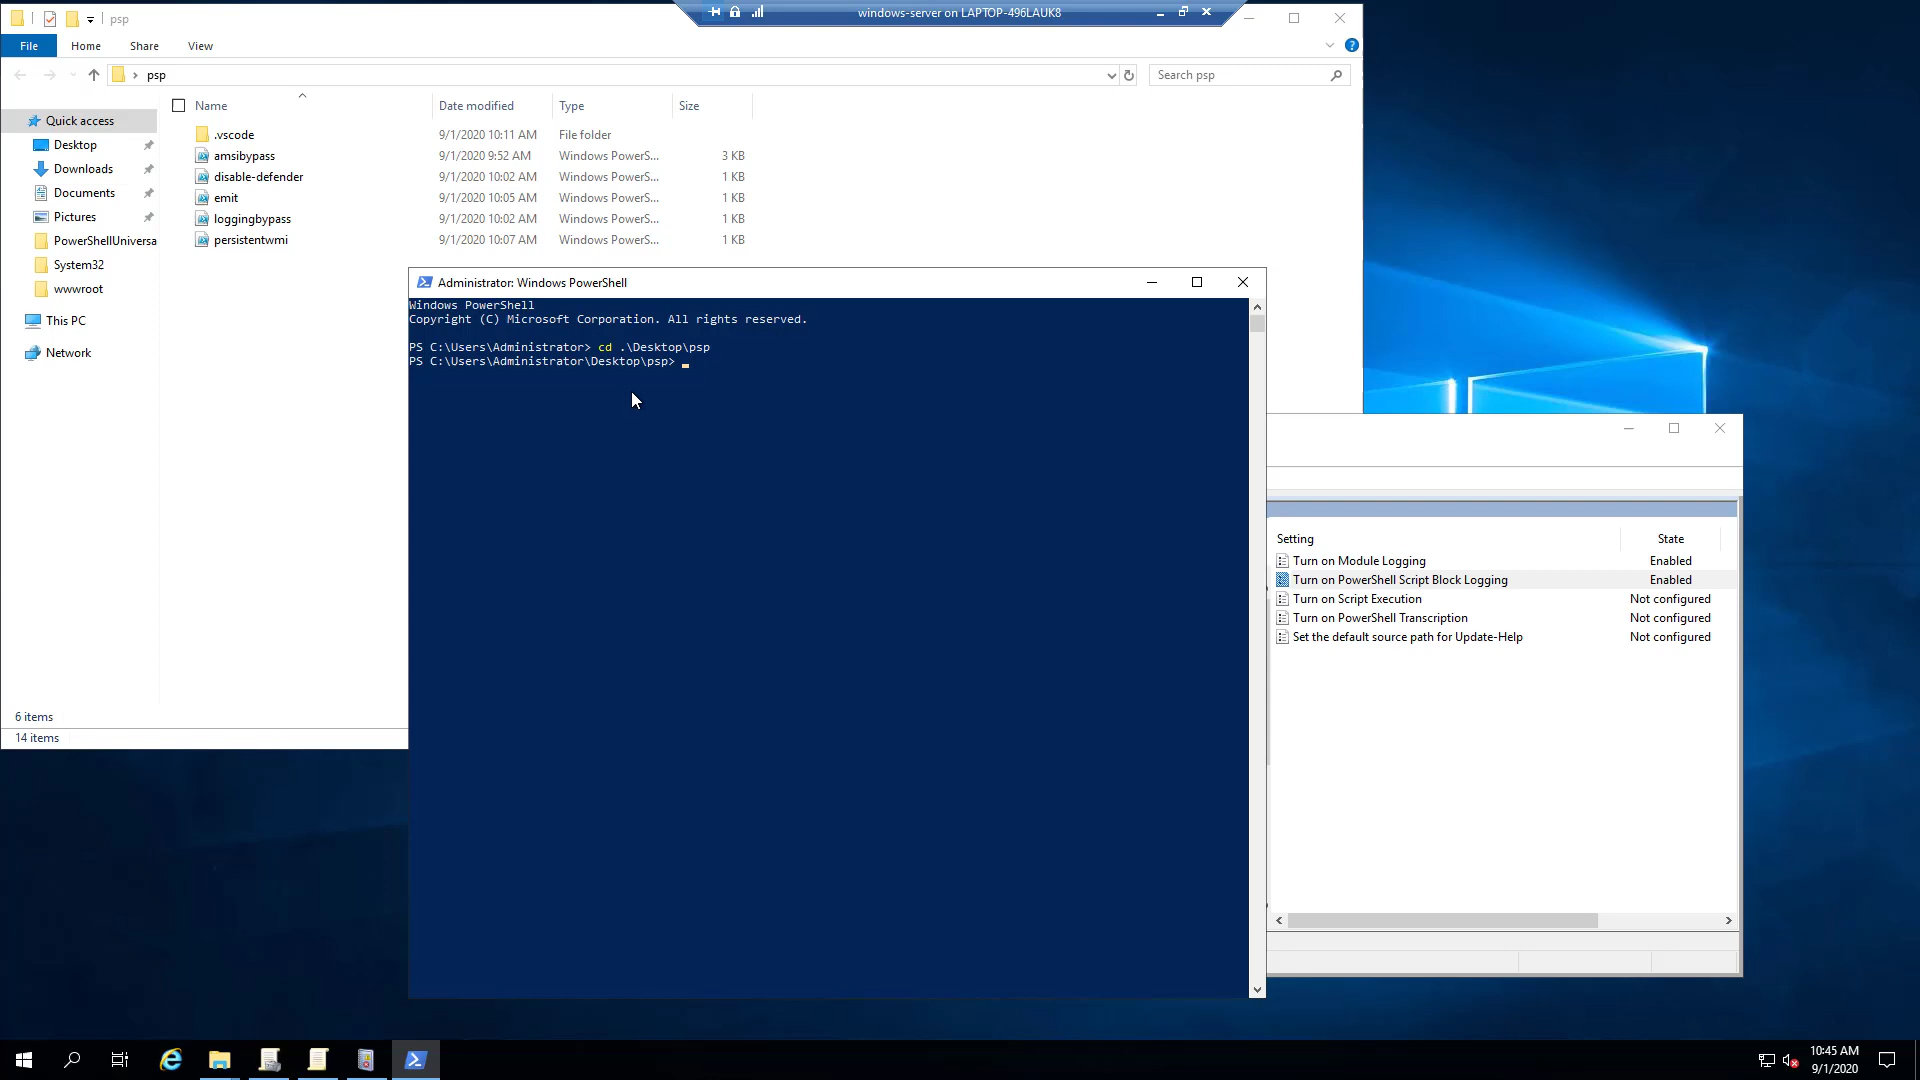 psp
windows-server on LAPTOP-496LAUK8
File
Home
Share
View
psp
Search psp
Name
Date modified
Type
Size
Quick access
Desktop
Downloads
Documents
Pictures
PowerShellUniversa
System32
wwwroot
This PC
Network
.vscode 9/1/2020 10:11 AM File folder
amsibypass 9/1/2020 9:52 AM Windows PowerS... 3 KB
disable-defender 9/1/2020 10:02 AM Windows PowerS... 1 KB
emit 9/1/2020 10:05 AM Windows PowerS... 1 KB
loggingbypass 9/1/2020 10:02 AM Windows PowerS... 1 KB
persistentwmi 9/1/2020 10:07 AM Windows PowerS... 1 KB
6 items
14 items
Administrator: Windows PowerShell
Windows PowerShell
Copyright (C) Microsoft Corporation. All rights reserved.
PS C:\Users\Administrator> cd .\Desktop\psp
PS C:\Users\Administrator\Desktop\psp>
Setting State
Turn on Module Logging Enabled
Turn on PowerShell Script Block Logging Enabled
Turn on Script Execution Not configured
Turn on PowerShell Transcription Not configured
Set the default source path for Update-Help Not configured
10:45 AM
9/1/2020